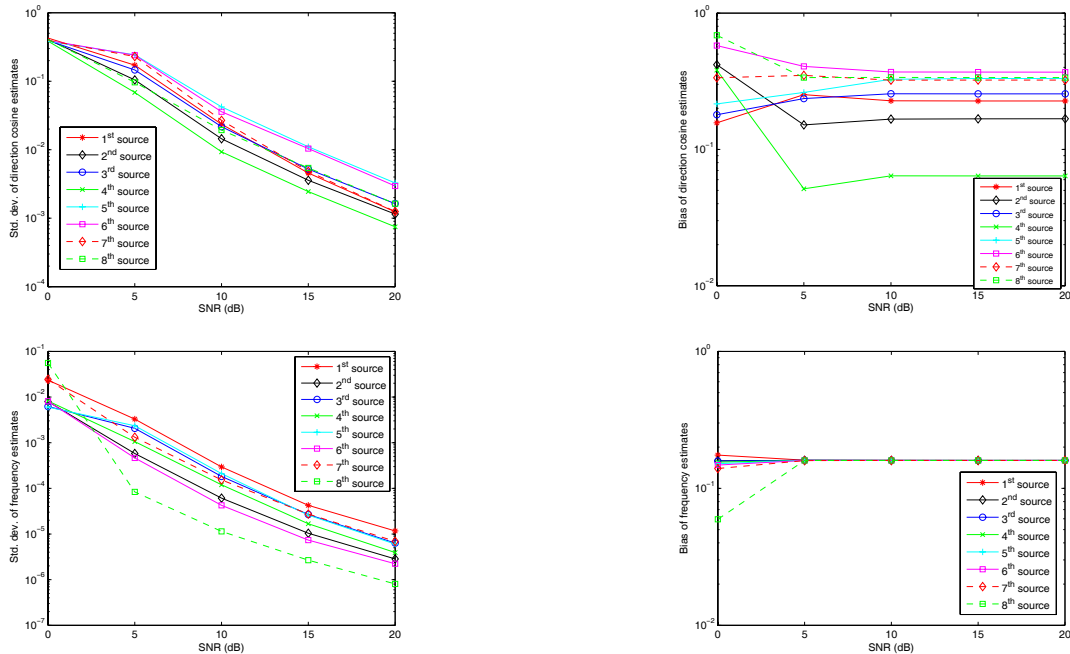 10^0
10^-1
10^-2
10^-3
10^-4
Std. dev. of direction cosine estimates
1st source
2nd source
3rd source
4th source
5th source
6th source
7th source
8th source
0 5 10 15 20
SNR (dB)
10^0
10^-1
10^-2
Bias of direction cosine estimates
1st source
2nd source
3rd source
4th source
5th source
6th source
7th source
8th source
0 5 10 15 20
SNR (dB)
10^-1
10^-2
10^-3
10^-4
10^-5
10^-6
10^-7
Std. dev. of frequency estimates
1st source
2nd source
3rd source
4th source
5th source
6th source
7th source
8th source
0 5 10 15 20
SNR (dB)
10^0
10^-1
10^-2
Bias of frequency estimates
1st source
2nd source
3rd source
4th source
5th source
6th source
7th source
8th source
0 5 10 15 20
SNR (dB)